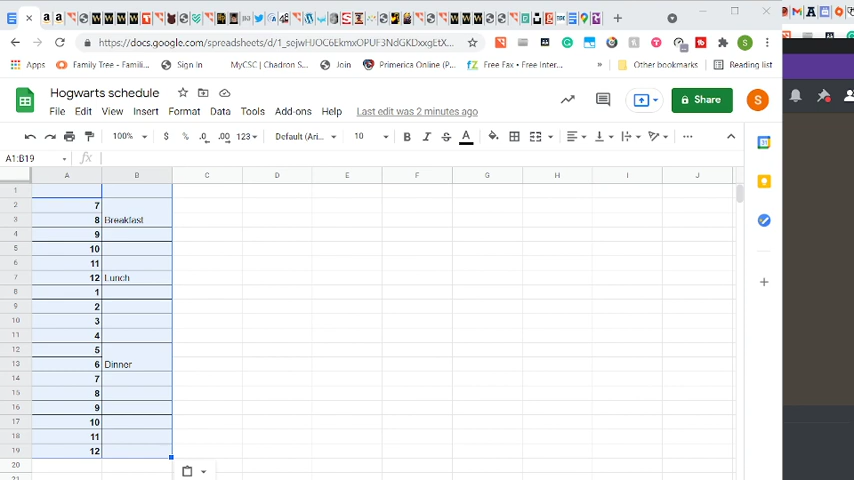 https://docs.google.com/spreadsheets/d/1_sejwHJOC6EkmxOPUF3NdGKDxxgEtX...
Apps Family Tree - Famili... Sign In MyCSC | Chadron S... Join Primerica Online (P... Free Fax • Free Inter... » Other bookmarks Reading list
Hogwarts schedule
File Edit View Insert Format Data Tools Add-ons Help Last edit was 2 minutes ago
Share
S
100% $ % .0 .00 123 Default (Ari... 10 B I S A
A1:B19 fx
A B C D E F G H I J
1
2 7
3 8 Breakfast
4 9
5 10
6 11
7 12 Lunch
8 1
9 2
10 3
11 4
12 5
13 6 Dinner
14 7
15 8
16 9
17 10
18 11
19 12
20
21